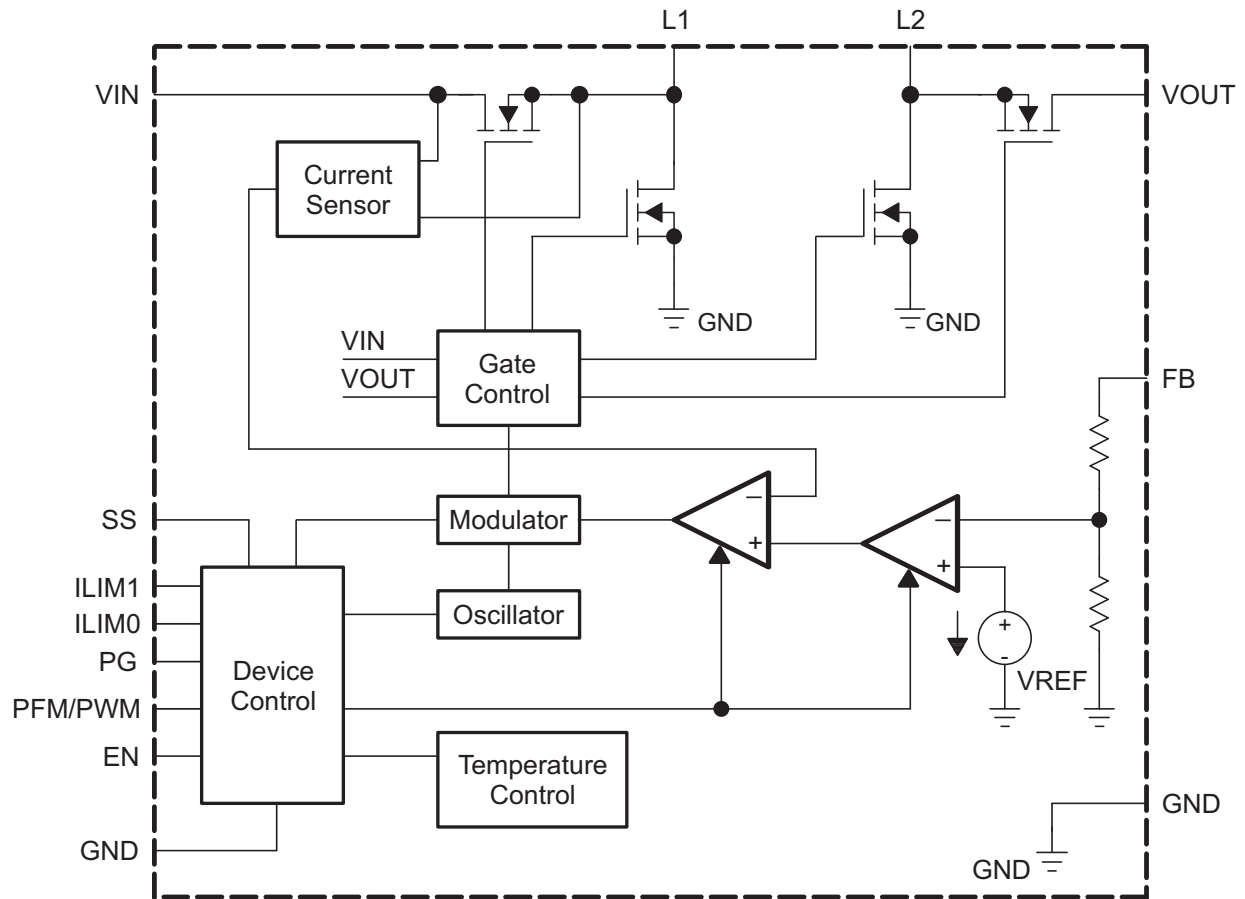 L1
L2
VIN
VOUT
Current
Sensor
GND
GND
VIN
VOUT
Gate
Control
FB
SS
Modulator
–
+
–
+
ILIM1
ILIM0
Oscillator
PG
Device
Control
+
-
VREF
PFM/PWM
EN
Temperature
Control
GND
GND
GND